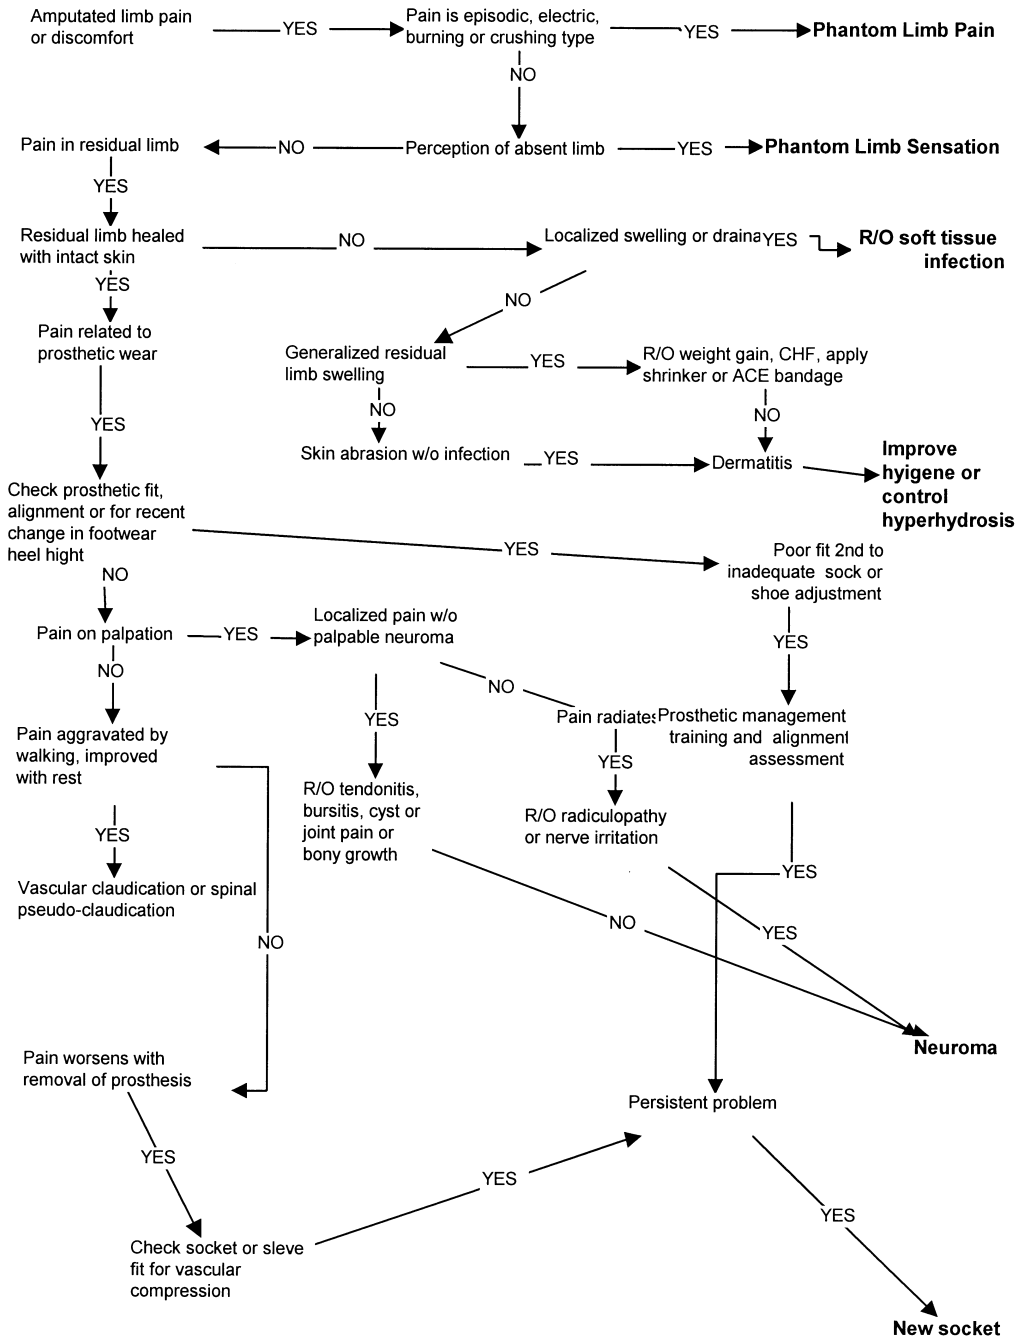 Amputated limb pain
or discomfort
YES
Pain is episodic, electric,
burning or crushing type
YES
Phantom Limb Pain
NO
Pain in residual limb
NO
Perception of absent limb
YES
Phantom Limb Sensation
YES
Residual limb healed
with intact skin
NO
Localized swelling or draina
YES
R/O soft tissue
infection
YES
NO
Pain related to
prosthetic wear
Generalized residual
limb swelling
YES
R/O weight gain, CHF, apply
shrinker or ACE bandage
YES
NO
NO
Skin abrasion w/o infection
YES
Dermatitis
Improve
hyigene or
control
hyperhydrosis
Check prosthetic fit,
alignment or for recent
change in footwear
heel hight
YES
Poor fit 2nd to
inadequate sock or
shoe adjustment
NO
Pain on palpation
YES
Localized pain w/o
palpable neuroma
YES
NO
NO
YES
Pain radiates
Prosthetic management
training and alignment
assessment
Pain aggravated by
walking, improved
with rest
YES
R/O tendonitis,
bursitis, cyst or
joint pain or
bony growth
R/O radiculopathy
or nerve irritation
YES
YES
Vascular claudication or spinal
pseudo-claudication
NO
NO
YES
Neuroma
Pain worsens with
removal of prosthesis
Persistent problem
YES
YES
YES
Check socket or sleve
fit for vascular
compression
New socket